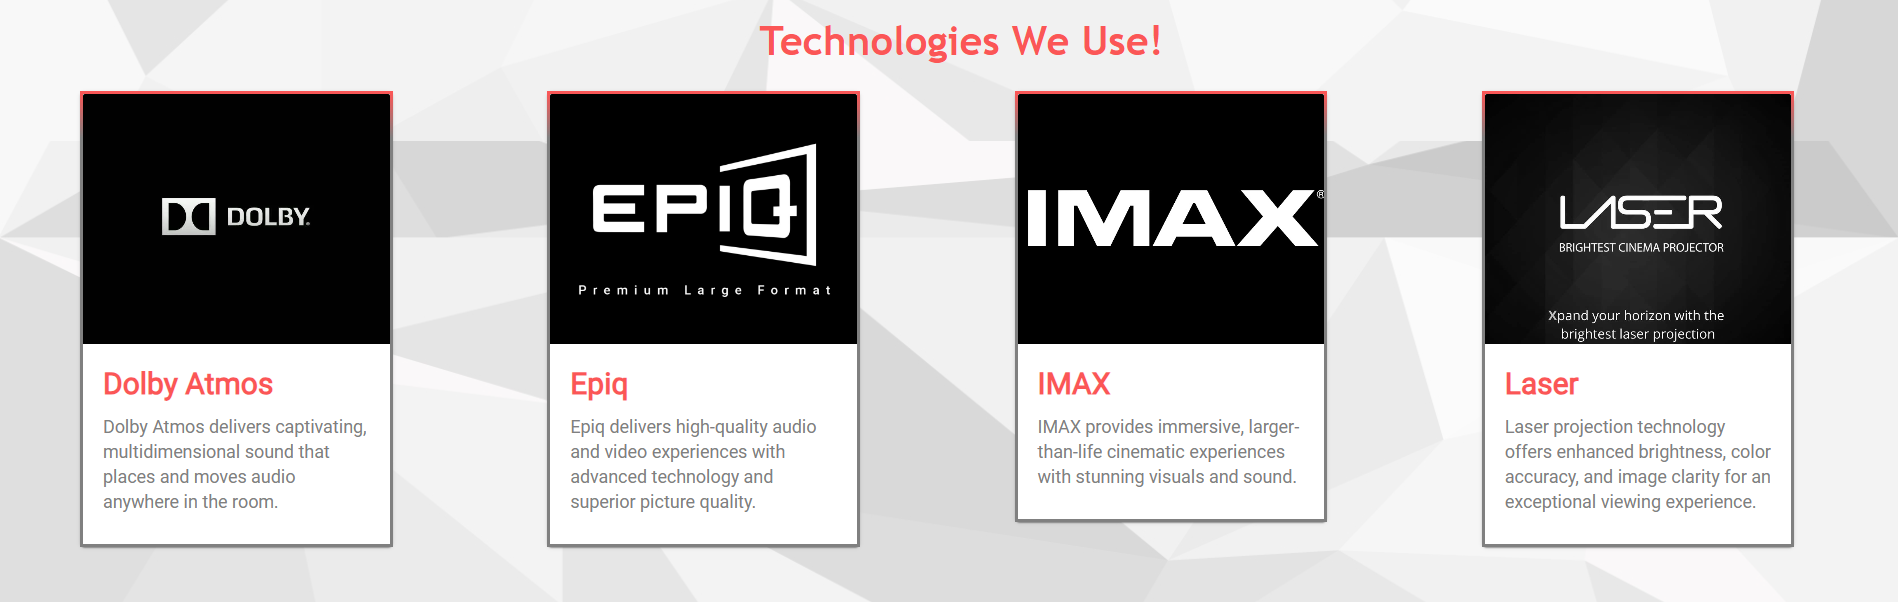 Technologies We Use!
DOLBY®
EPIQ
Premium Large Format
IMAX®
LASER
BRIGHTEST CINEMA PROJECTOR
Xpand your horizon with the
brightest laser projection
Dolby Atmos
Dolby Atmos delivers captivating,
multidimensional sound that
places and moves audio
anywhere in the room.
Epiq
Epiq delivers high-quality audio
and video experiences with
advanced technology and
superior picture quality.
IMAX
IMAX provides immersive, larger-
than-life cinematic experiences
with stunning visuals and sound.
Laser
Laser projection technology
offers enhanced brightness, color
accuracy, and image clarity for an
exceptional viewing experience.